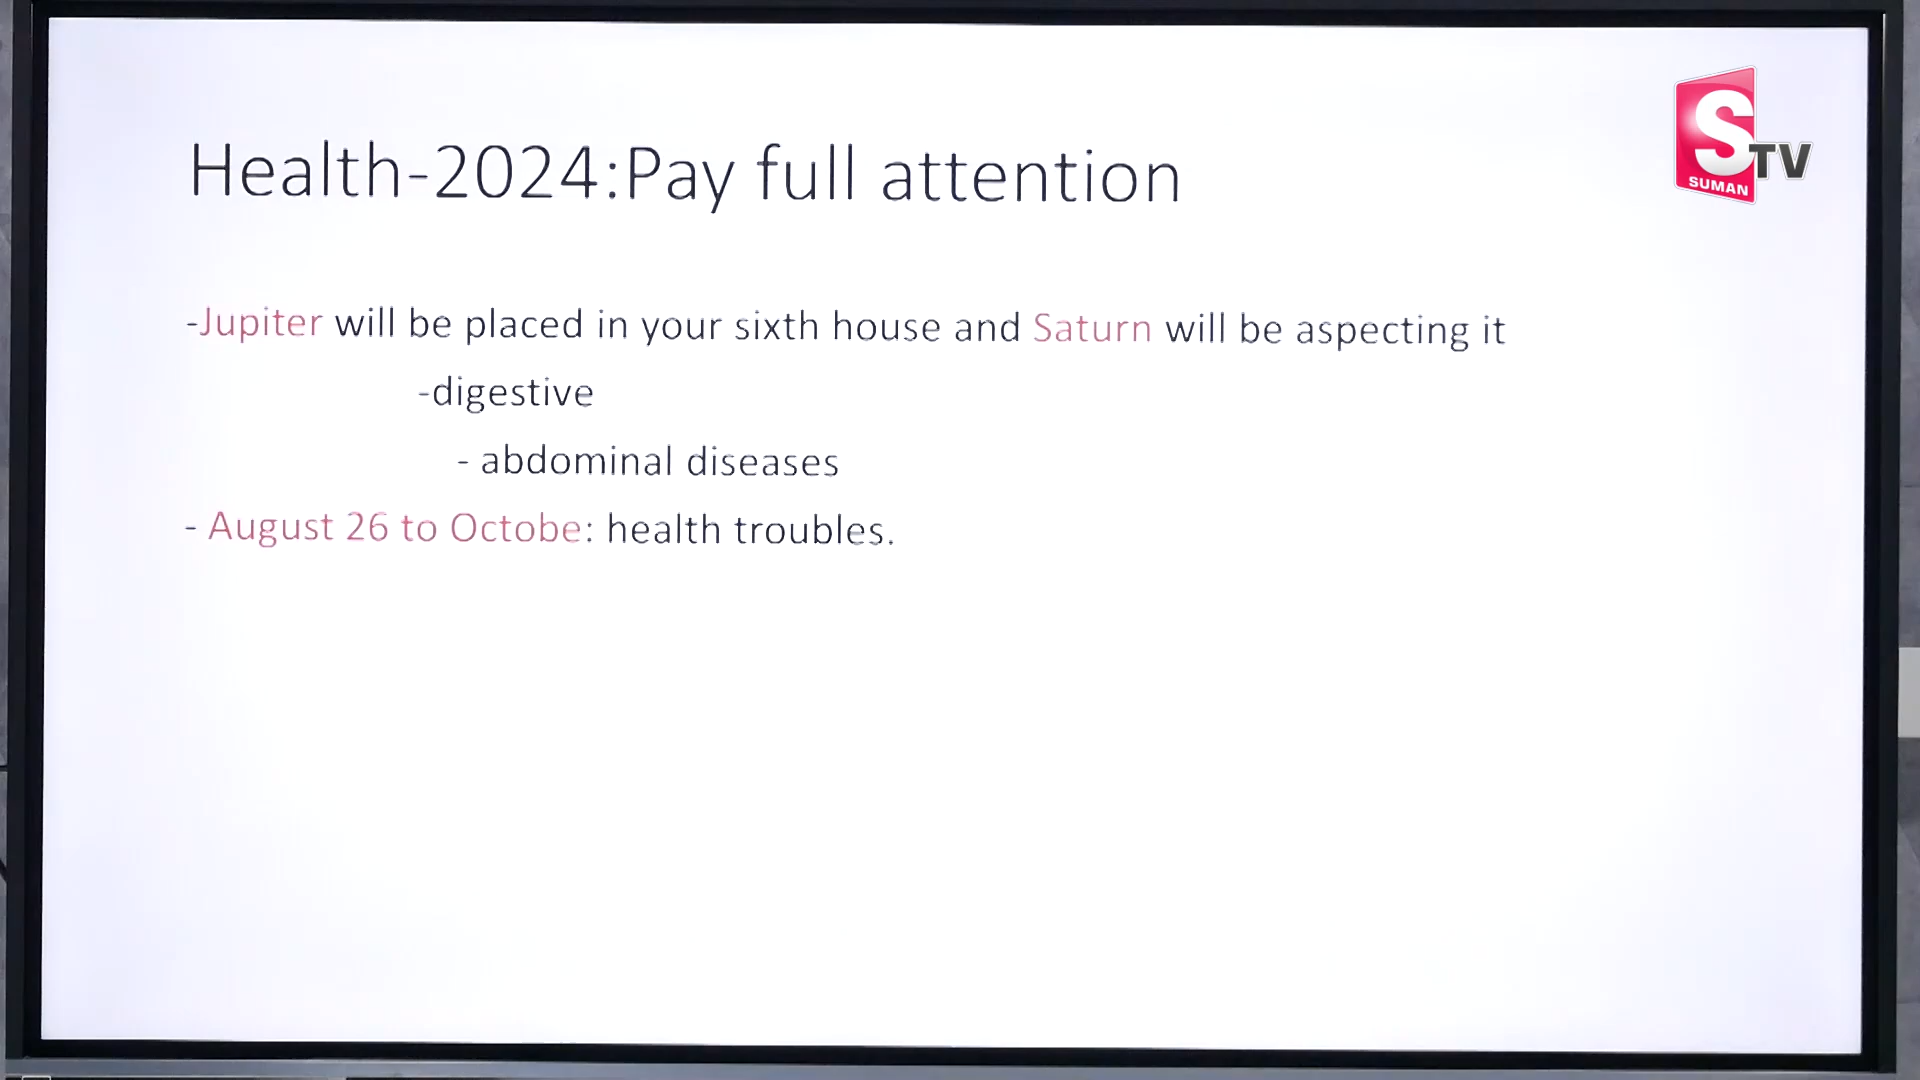 Health-2024:Pay full attention
-Jupiter will be placed in your sixth house and Saturn will be aspecting it
-digestive
- abdominal diseases
- August 26 to Octobe: health troubles.
S TV
SUMAN